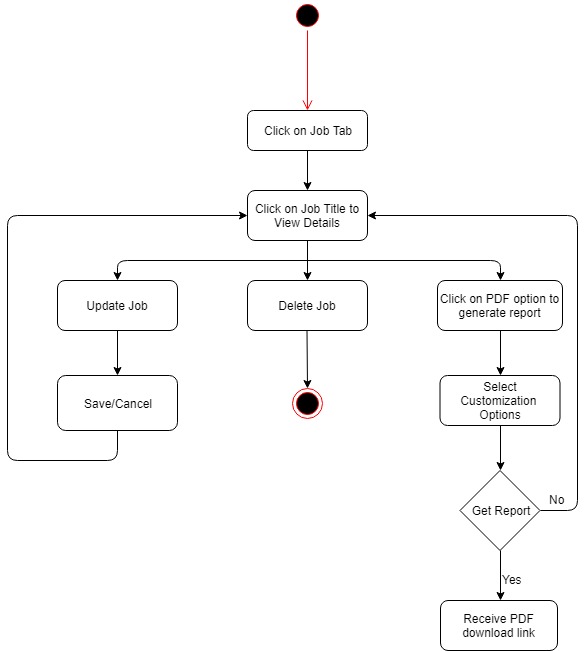 Click on Job Tab
Click on Job Title to
View Details
Update Job
Delete Job
Click on PDF option to
generate report
Save/Cancel
Select
Customization
Options
Get Report
No
Yes
Receive PDF
download link